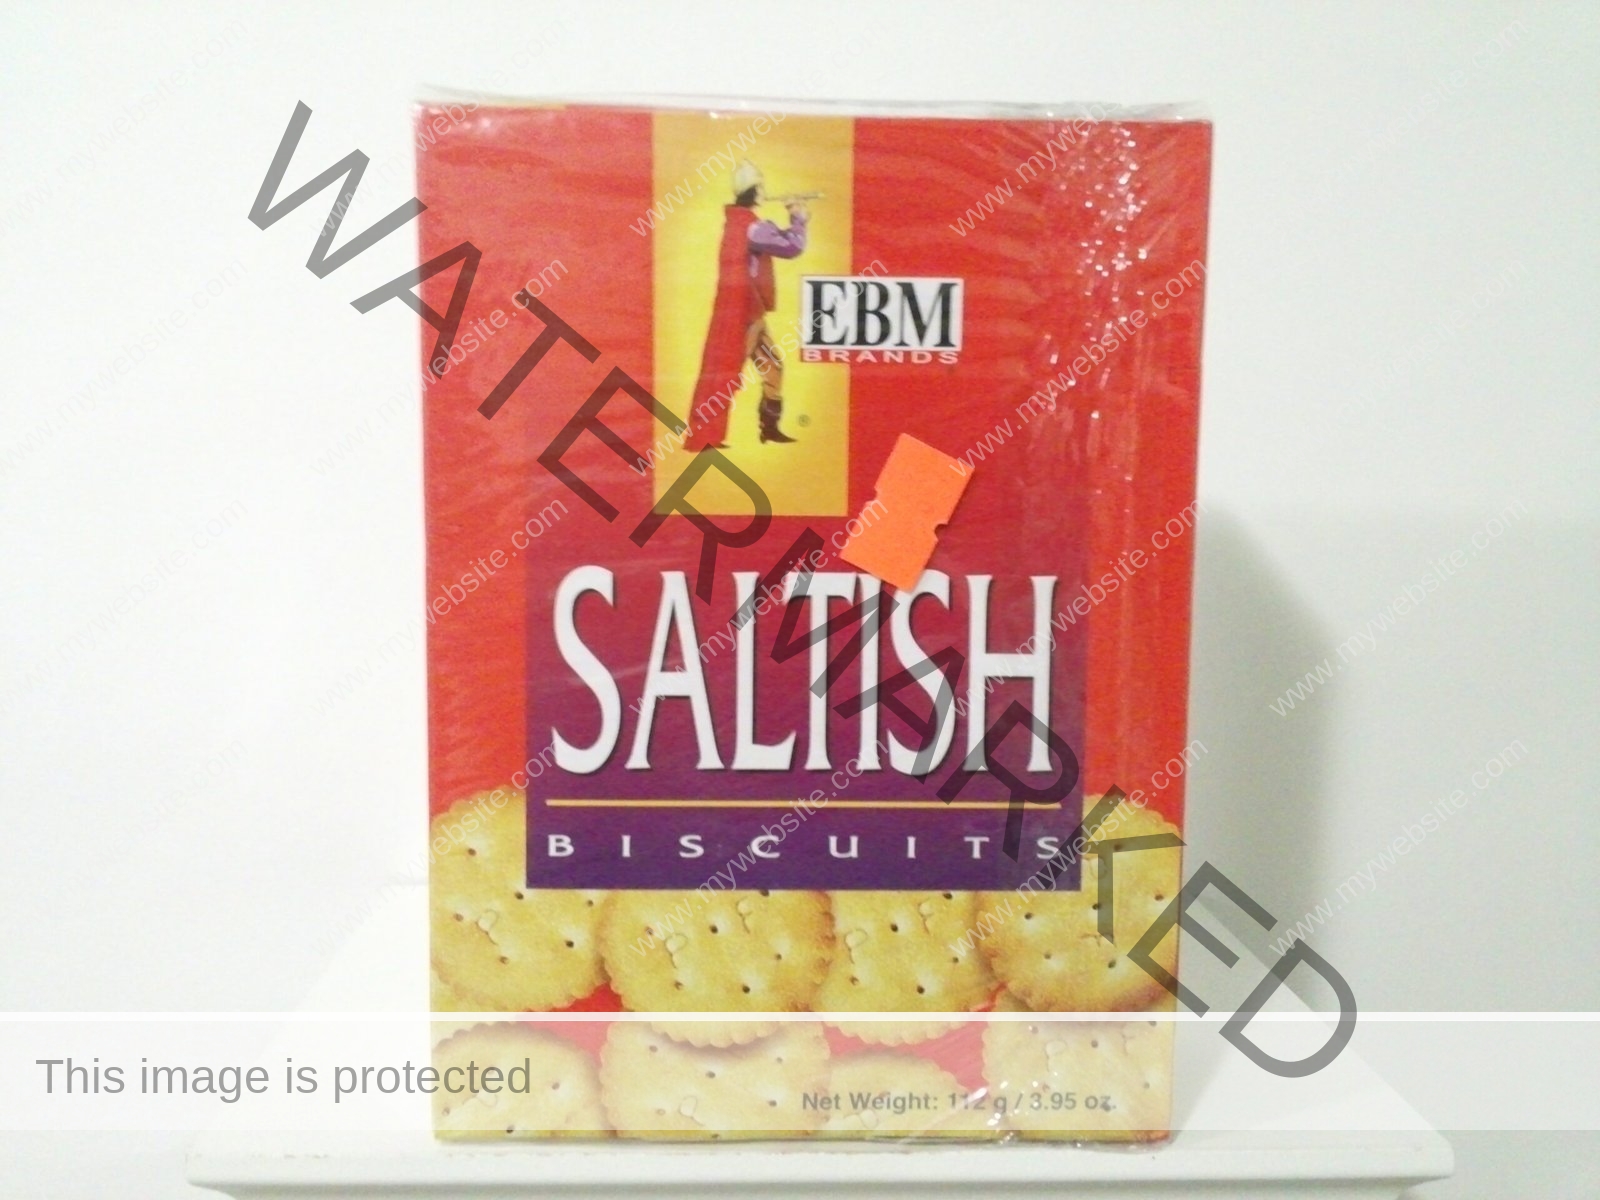 EBM
BRANDS
®
SALTISH
BISCUITS
Net Weight: 112 g / 3.95 oz.
WATERMARKED
This image is protected
www.mywebsite.com